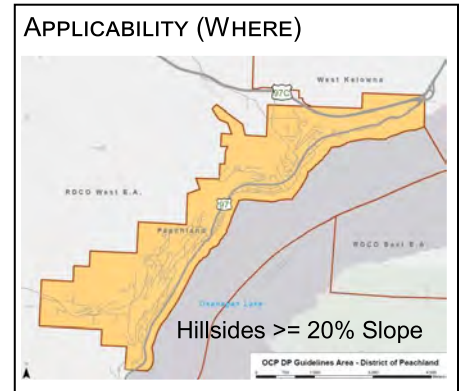 APPLICABILITY (WHERE)
West Kelowna
97C
RDCO West E.A.
97
Peachland
RDCO East E.A.
Okanagan Lake
Hillsides >= 20% Slope
OCP DP Guidelines Area - District of Peachland